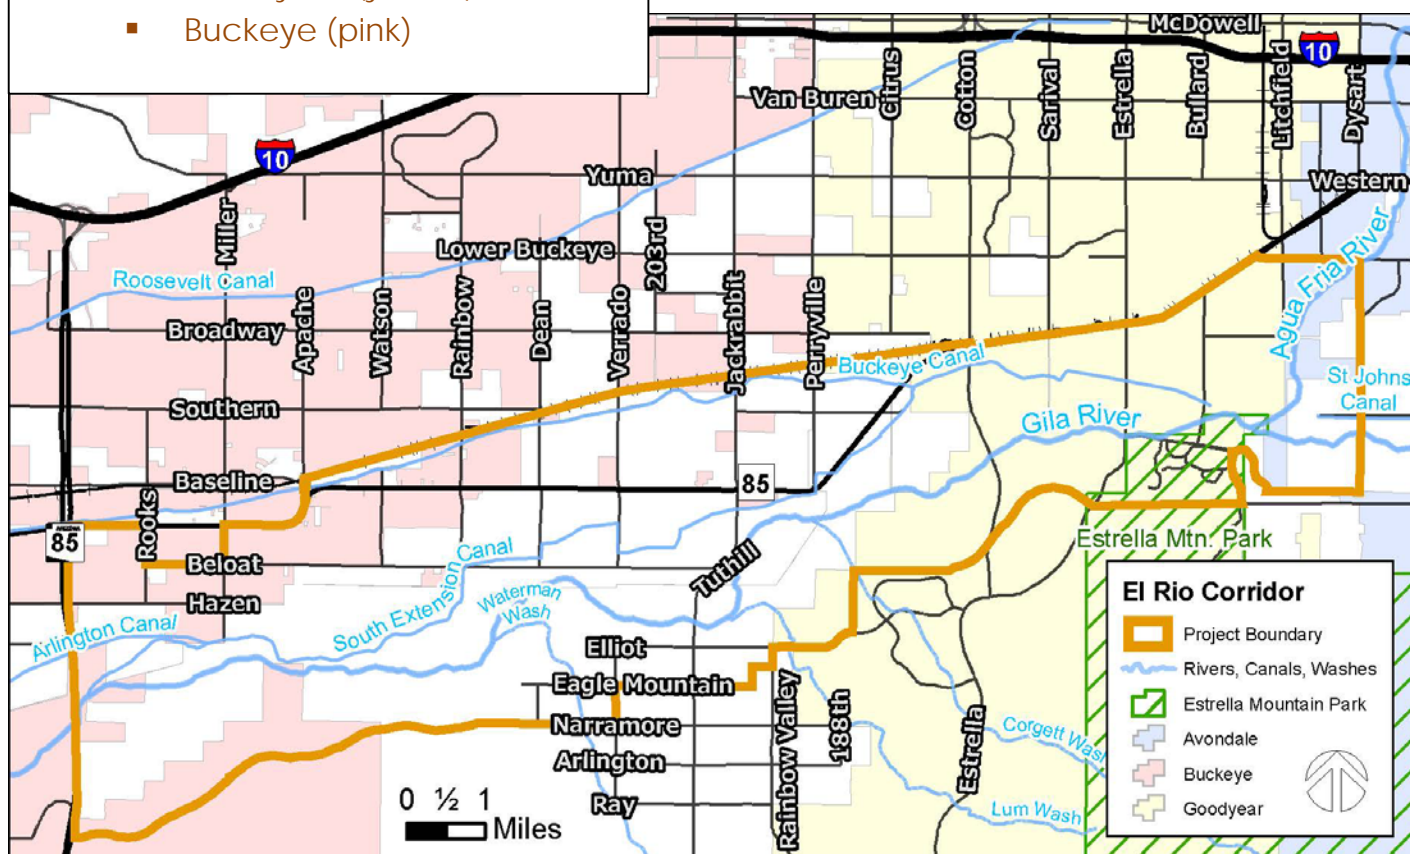 Buckeye (pink)
McDowell
10
Van Buren
Citrus
Cotton
Sarival
Estrella
Bullard
Litchfield
Dysart
10
Yuma
Western
Miller
203rd
Lower Buckeye
Roosevelt Canal
Agua Fria River
Apache
Watson
Rainbow
Dean
Verrado
Jackrabbit
Perryville
Broadway
Buckeye Canal
St Johns
Canal
Southern
Gila River
Baseline
85
Rooks
ARIZONA
85
Estrella Mtn. Park
Beloat
South Extension Canal
Tuthill
Hazen
Waterman
Wash
Arlington Canal
Elliot
Eagle Mountain
Rainbow Valley
188th
Estrella
Narramore
Corgett Was
Arlington
Ray
Lum Wash
0 ½ 1
Miles
El Rio Corridor
Project Boundary
Rivers, Canals, Washes
Estrella Mountain Park
Avondale
Buckeye
Goodyear